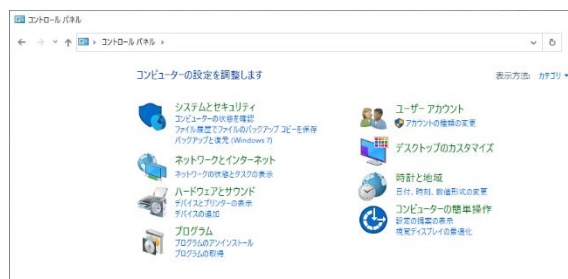 コントロール パネル
コントロール パネル
コンピューターの設定を調整します
表示方法: カテゴリ
システムとセキュリティ
コンピューターの状態を確認
ファイル履歴でファイルのバックアップ コピーを保存
バックアップと復元 (Windows 7)
ネットワークとインターネット
ネットワークの状態とタスクの表示
ハードウェアとサウンド
デバイスとプリンターの表示
デバイスの追加
プログラム
プログラムのアンインストール
プログラムの取得
ユーザー アカウント
アカウントの種類の変更
デスクトップのカスタマイズ
時計と地域
日付、時刻、数値形式の変更
コンピューターの簡単操作
設定の提案の表示
視覚ディスプレイの最適化